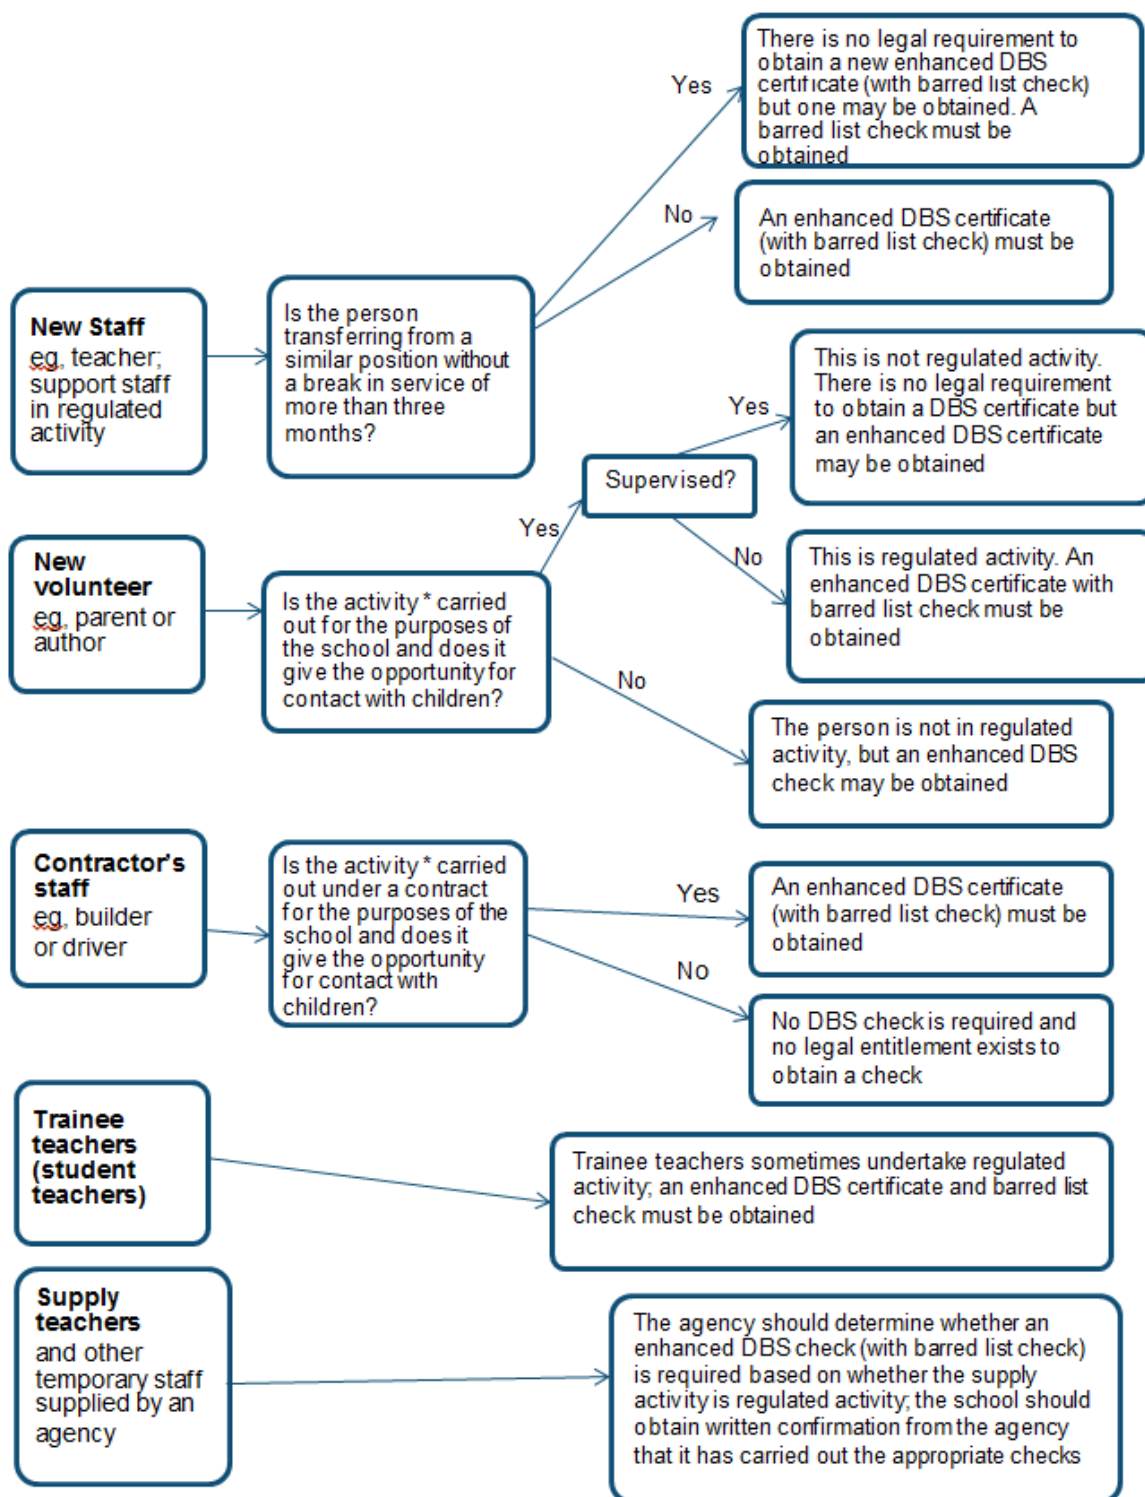 There is no legal requirement to
obtain a new enhanced DBS
certificate (with barred list check)
but one may be obtained. A
barred list check must be
obtained
Yes
No
An enhanced DBS certificate
(with barred list check) must be
obtained
New Staff
eg, teacher;
support staff
in regulated
activity
Is the person
transferring from a
similar position without
a break in service of
more than three
months?
This is not regulated activity.
There is no legal requirement
to obtain a DBS certificate but
an enhanced DBS certificate
may be obtained
Yes
Supervised?
Yes
No
This is regulated activity. An
enhanced DBS certificate with
barred list check must be
obtained
New
volunteer
eg, parent or
author
Is the activity * carried
out for the purposes of
the school and does it
give the opportunity for
contact with children?
No
The person is not in regulated
activity, but an enhanced DBS
check may be obtained
Contractor's
staff
eg, builder
or driver
Is the activity * carried
out under a contract
for the purposes of the
school and does it
give the opportunity
for contact with
children?
Yes
An enhanced DBS certificate
(with barred list check) must be
obtained
No
No DBS check is required and
no legal entitlement exists to
obtain a check
Trainee
teachers
(student
teachers)
Trainee teachers sometimes undertake regulated
activity; an enhanced DBS certificate and barred list
check must be obtained
Supply
teachers
and other
temporary staff
supplied by an
agency
The agency should determine whether an
enhanced DBS check (with barred list check)
is required based on whether the supply
activity is regulated activity; the school should
obtain written confirmation from the agency
that it has carried out the appropriate checks